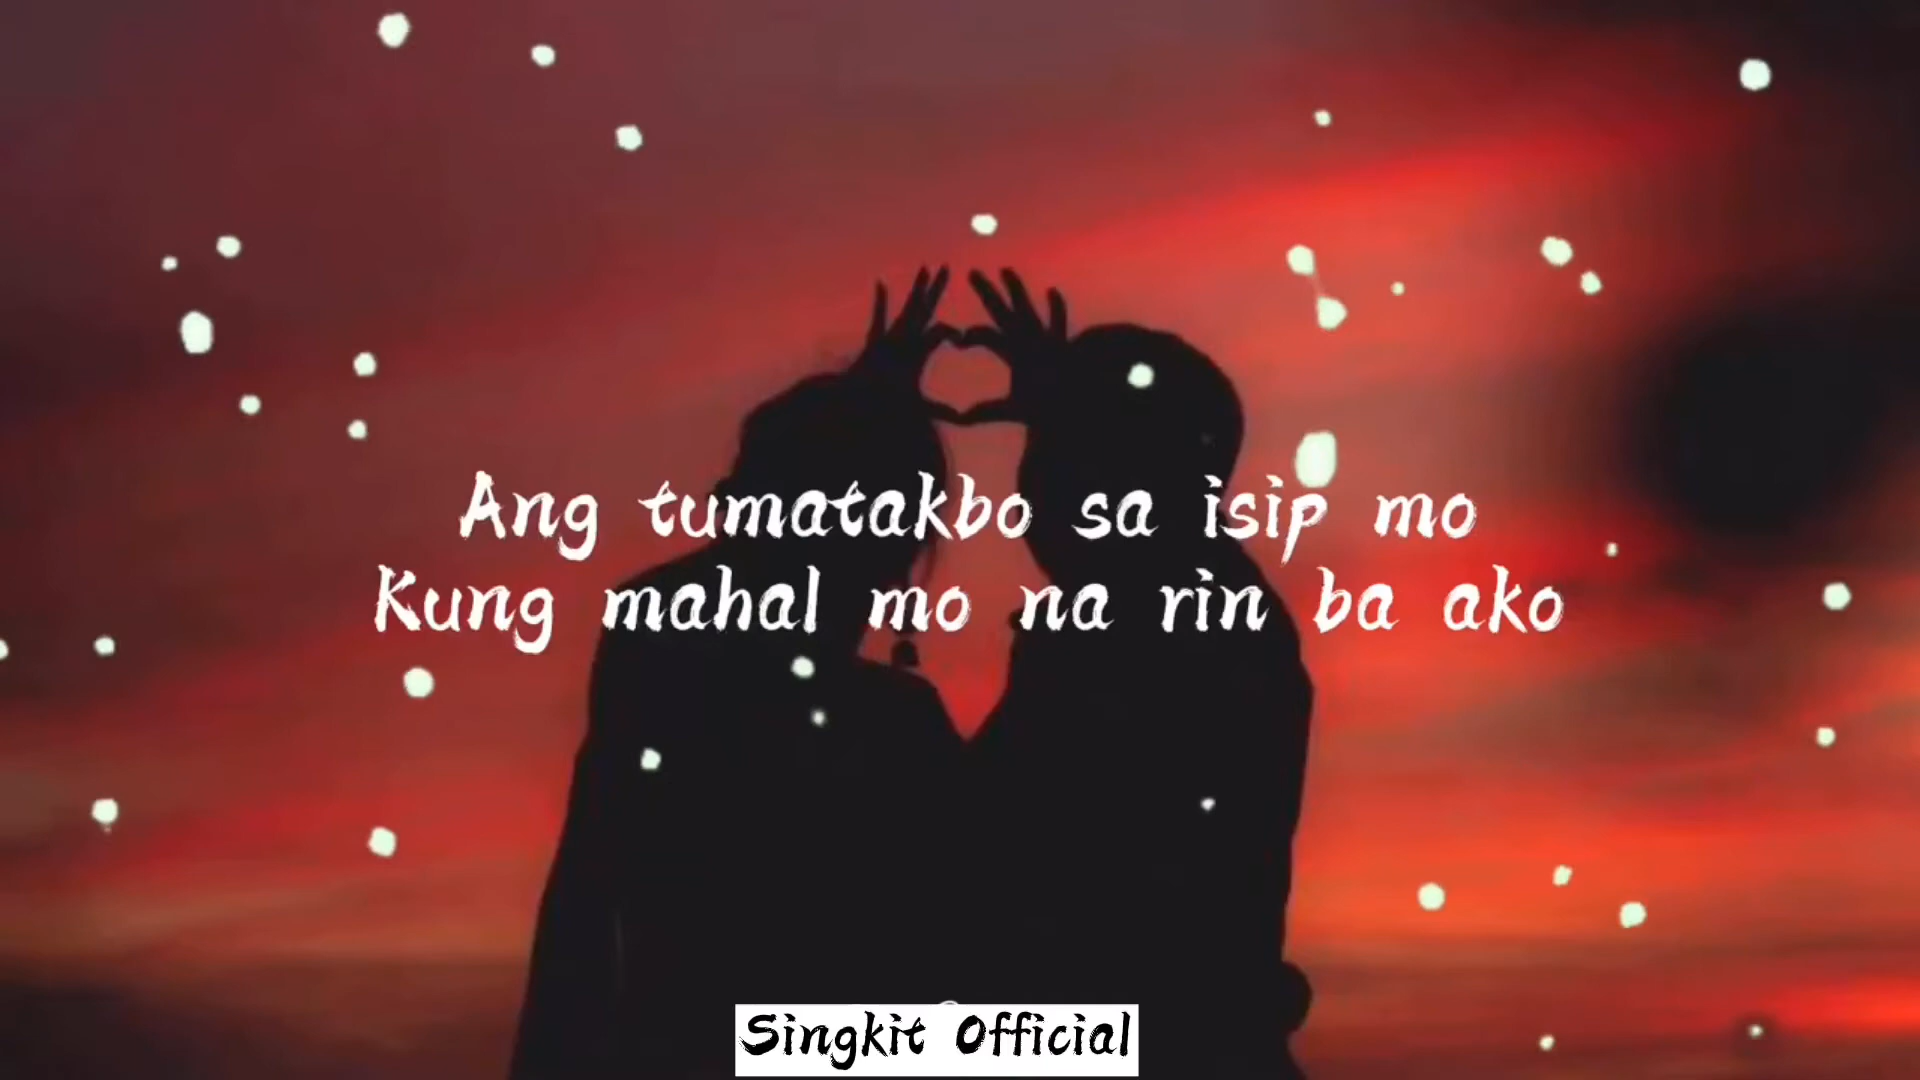 Ang tumatakbo sa isip mo
Kung mahal mo na rin ba ako
Singkit Official